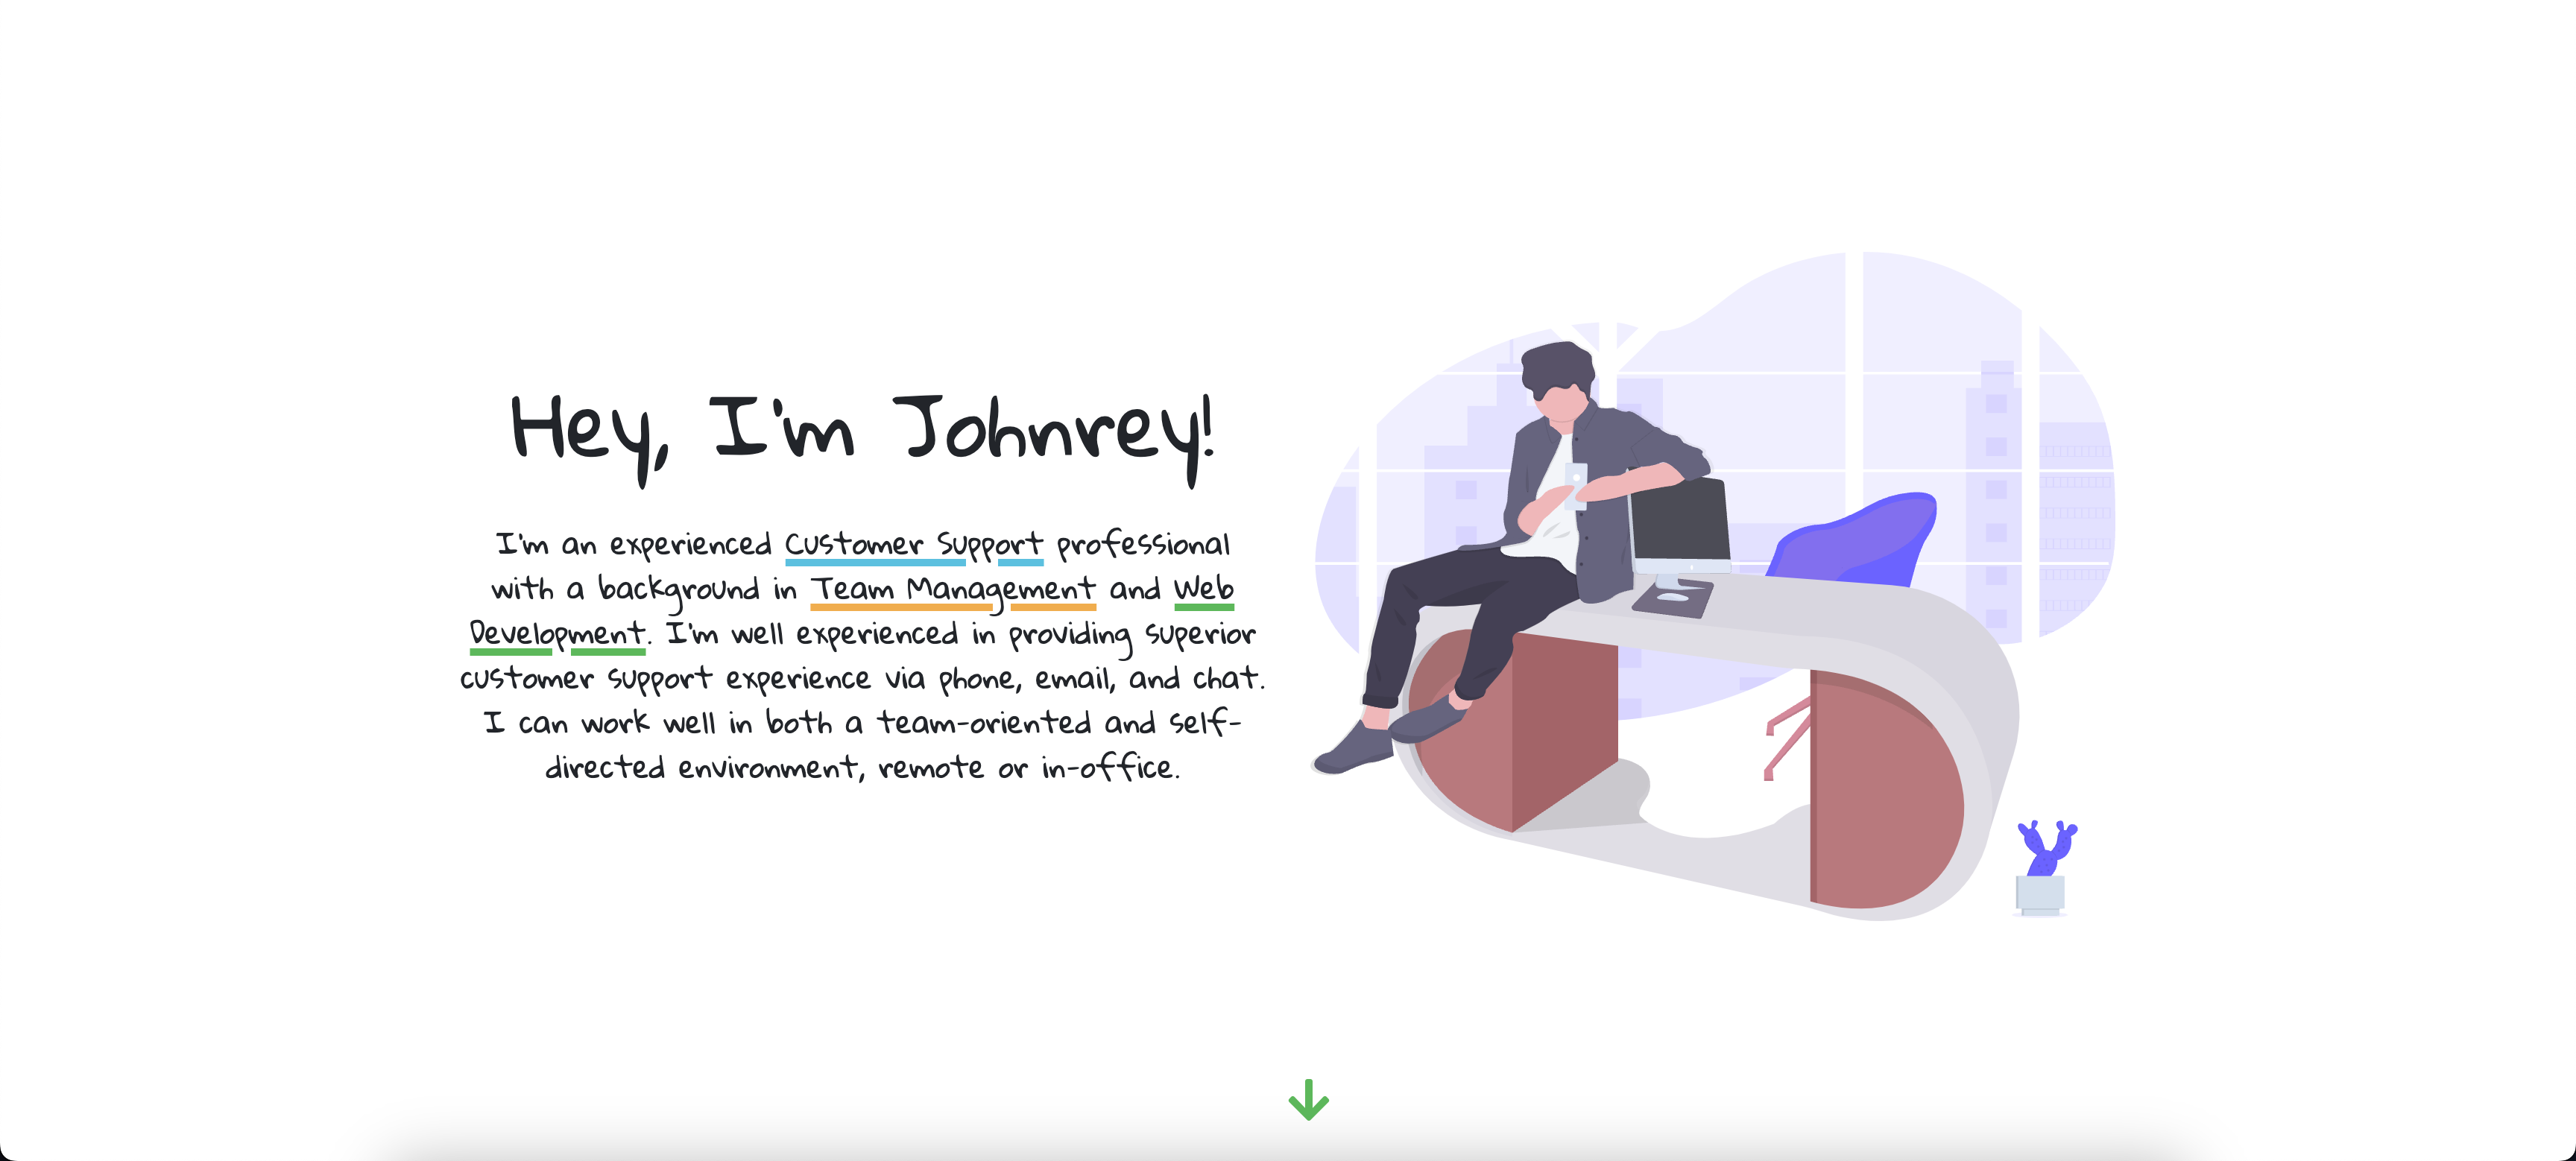 Hey, I'm Johnrey!
I'm an experienced Customer Support professional
with a background in Team Management and Web
Development. I'm well experienced in providing superior
customer support experience via phone, email, and chat.
I can work well in both a team-oriented and self-
directed environment, remote or in-office.